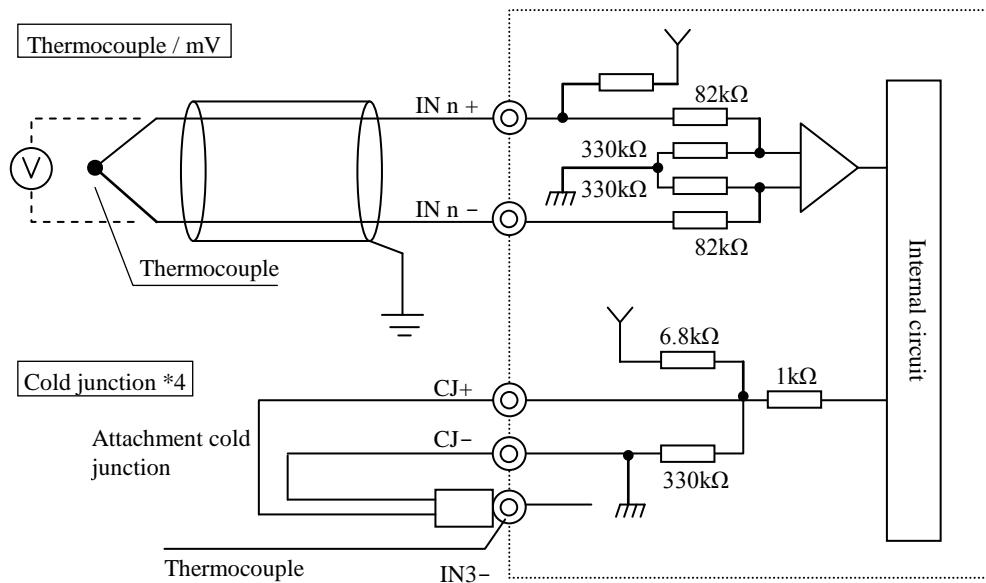 Thermocouple / mV
IN n +
82kΩ
330kΩ
330kΩ
V
IN n −
82kΩ
Thermocouple
Internal circuit
6.8kΩ
1kΩ
Cold junction *4
CJ+
Attachment cold
junction
CJ−
330kΩ
Thermocouple
IN3−